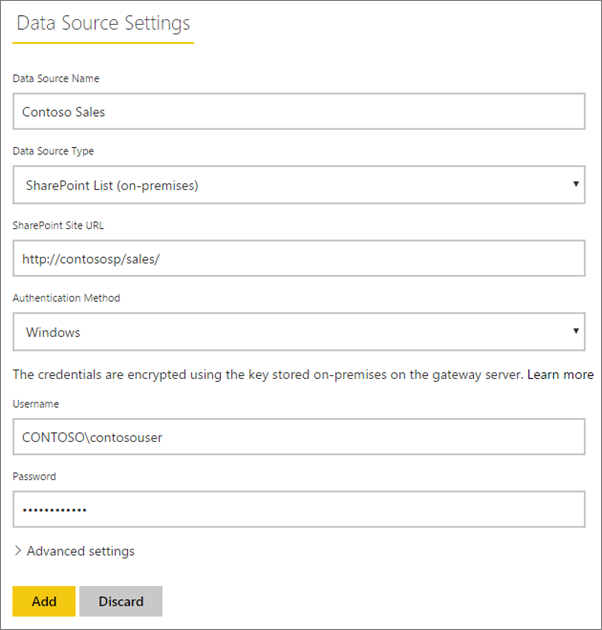 Data Source Settings
Data Source Name
Contoso Sales
Data Source Type
SharePoint List (on-premises)
SharePoint Site URL
http://contososp/sales/
Authentication Method
Windows
The credentials are encrypted using the key stored on-premises on the gateway server. Learn more
Username
CONTOSO\contosouser
Password
••••••••••••
Advanced settings
Add Discard